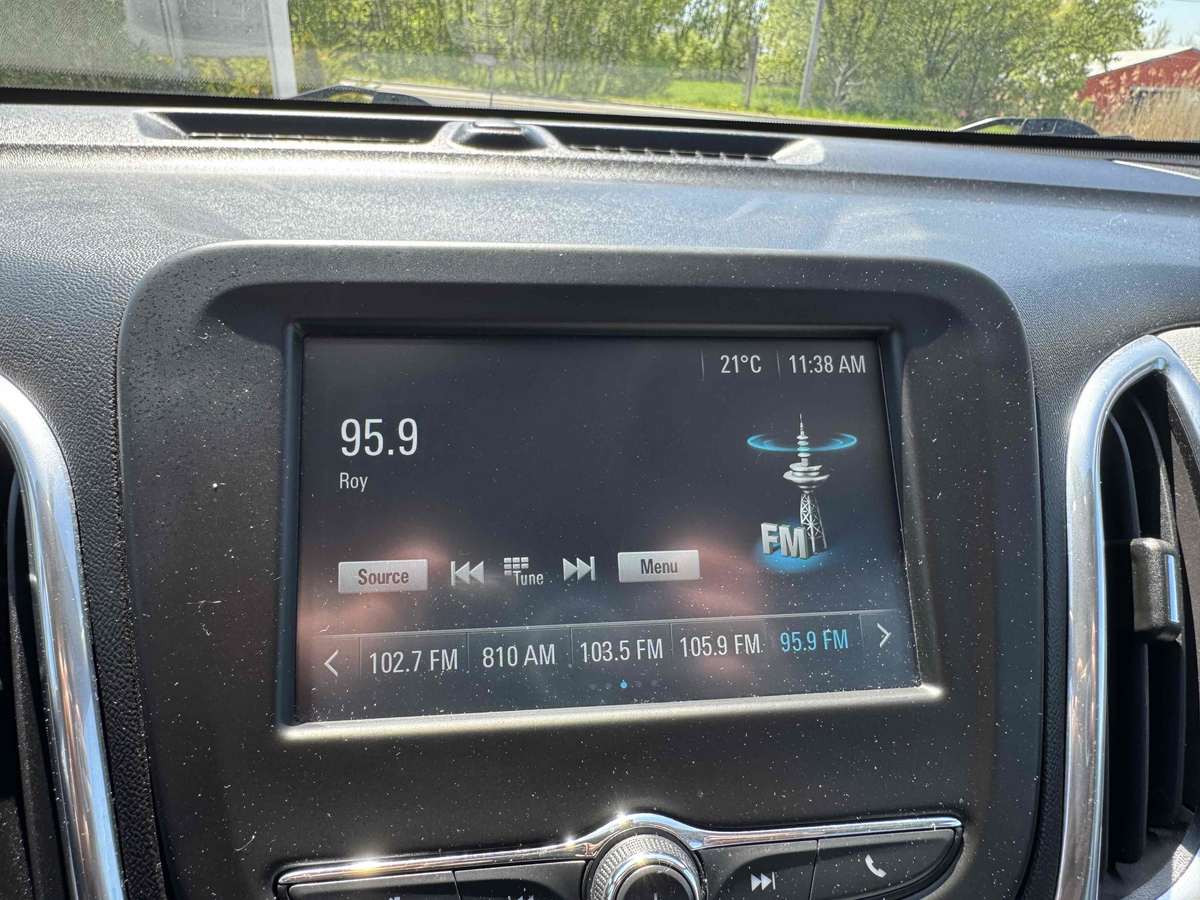 21°C 11:38 AM
95.9
Roy
FM
Source Tune Menu
102.7 FM 810 AM 103.5 FM 105.9 FM 95.9 FM